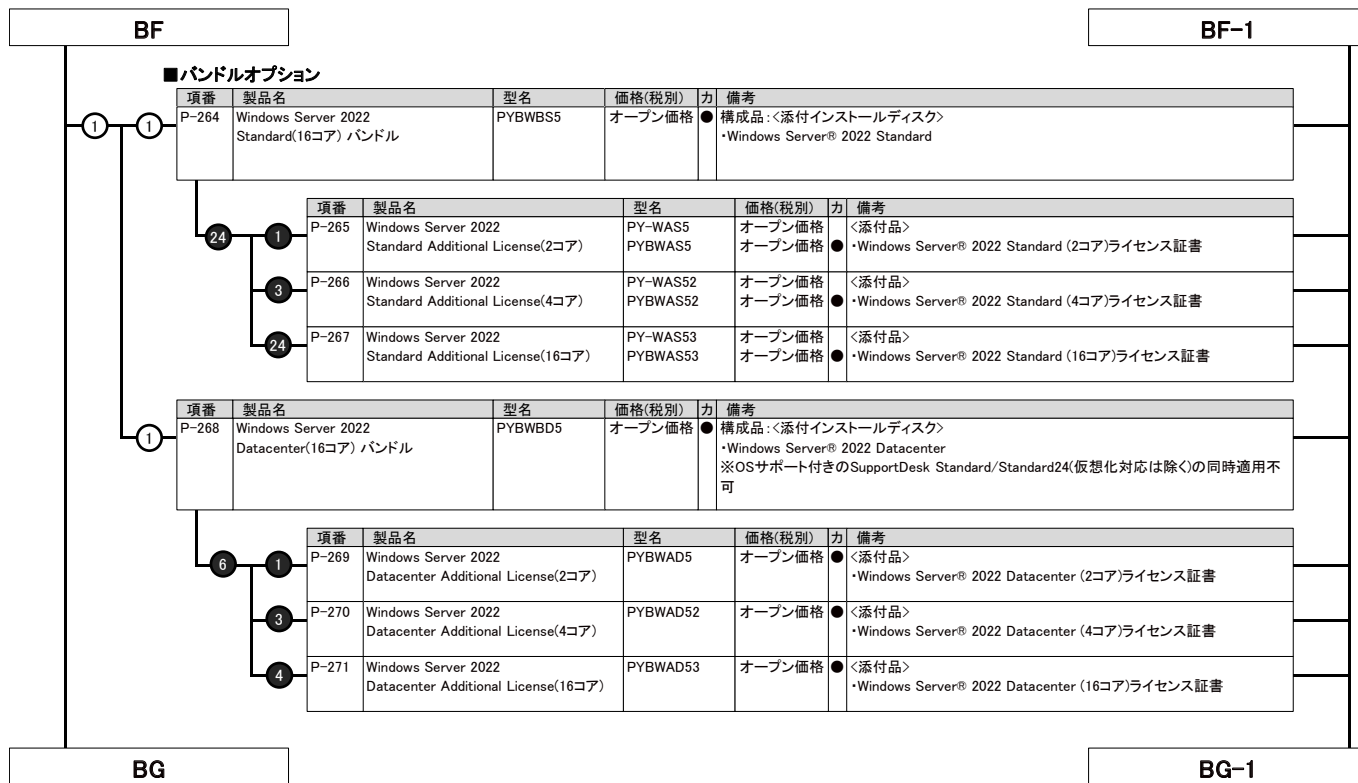 BF
BF-1
■バンドルオプション
項番 製品名 型名 価格(税別) カ 備考
① ① P-264 Windows Server 2022 PYBWBS5 オープン価格 ● 構成品:<添付インストールディスク>
Standard(16コア) バンドル ・Windows Server® 2022 Standard
項番 製品名 型名 価格(税別) カ 備考
24 1 P-265 Windows Server 2022 PY-WAS5 オープン価格 <添付品>
Standard Additional License(2コア) PYBWAS5 オープン価格 ● ・Windows Server® 2022 Standard (2コア)ライセンス証書
3 P-266 Windows Server 2022 PY-WAS52 オープン価格 <添付品>
Standard Additional License(4コア) PYBWAS52 オープン価格 ● ・Windows Server® 2022 Standard (4コア)ライセンス証書
24 P-267 Windows Server 2022 PY-WAS53 オープン価格 <添付品>
Standard Additional License(16コア) PYBWAS53 オープン価格 ● ・Windows Server® 2022 Standard (16コア)ライセンス証書
項番 製品名 型名 価格(税別) カ 備考
① P-268 Windows Server 2022 PYBWBD5 オープン価格 ● 構成品:<添付インストールディスク>
Datacenter(16コア) バンドル ・Windows Server® 2022 Datacenter
※OSサポート付きのSupportDesk Standard/Standard24(仮想化対応は除く)の同時適用不
可
項番 製品名 型名 価格(税別) カ 備考
6 1 P-269 Windows Server 2022 PYBWAD5 オープン価格 ● <添付品>
Datacenter Additional License(2コア) ・Windows Server® 2022 Datacenter (2コア)ライセンス証書
3 P-270 Windows Server 2022 PYBWAD52 オープン価格 ● <添付品>
Datacenter Additional License(4コア) ・Windows Server® 2022 Datacenter (4コア)ライセンス証書
4 P-271 Windows Server 2022 PYBWAD53 オープン価格 ● <添付品>
Datacenter Additional License(16コア) ・Windows Server® 2022 Datacenter (16コア)ライセンス証書
BG
BG-1